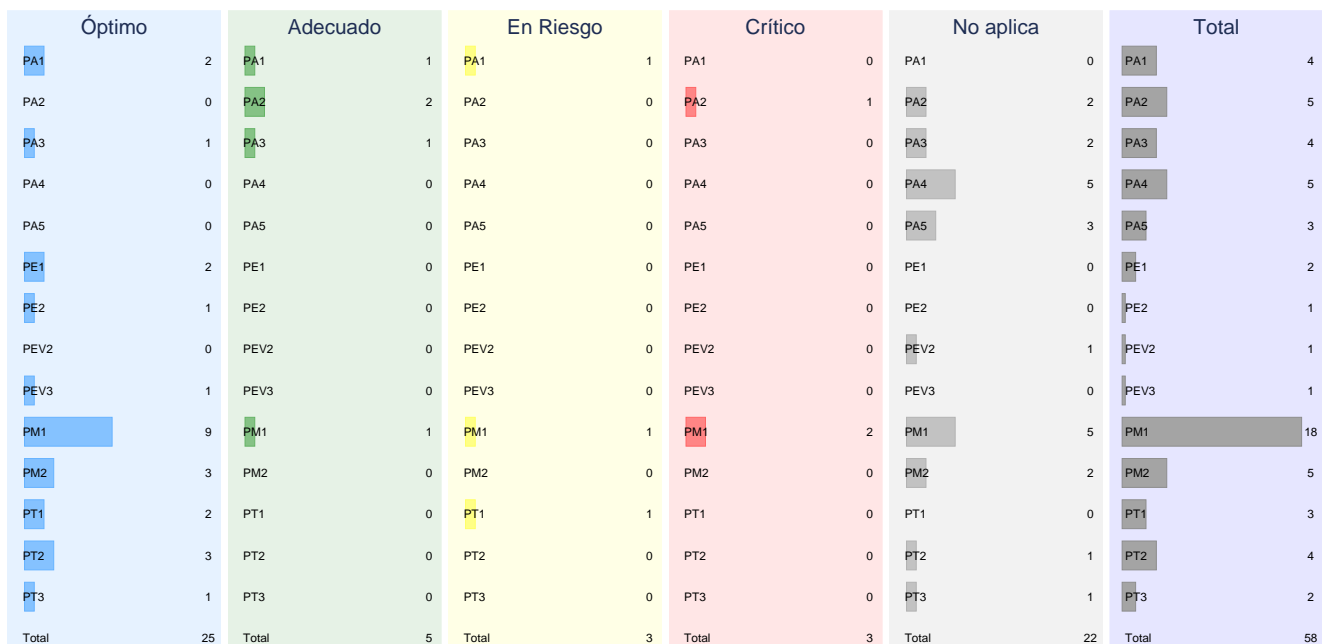 Óptimo Adecuado En Riesgo Crítico No aplica Total
PA1 2 PA1 1 PA1 1 PA1 0 PA1 0 PA1 4
PA2 0 PA2 2 PA2 0 PA2 1 PA2 2 PA2 5
PA3 1 PA3 1 PA3 0 PA3 0 PA3 2 PA3 4
PA4 0 PA4 0 PA4 0 PA4 0 PA4 5 PA4 5
PA5 0 PA5 0 PA5 0 PA5 0 PA5 3 PA5 3
PE1 2 PE1 0 PE1 0 PE1 0 PE1 0 PE1 2
PE2 1 PE2 0 PE2 0 PE2 0 PE2 0 PE2 1
PEV2 0 PEV2 0 PEV2 0 PEV2 0 PEV2 1 PEV2 1
PEV3 1 PEV3 0 PEV3 0 PEV3 0 PEV3 0 PEV3 1
PM1 9 PM1 1 PM1 1 PM1 2 PM1 5 PM1 18
PM2 3 PM2 0 PM2 0 PM2 0 PM2 2 PM2 5
PT1 2 PT1 0 PT1 1 PT1 0 PT1 0 PT1 3
PT2 3 PT2 0 PT2 0 PT2 0 PT2 1 PT2 4
PT3 1 PT3 0 PT3 0 PT3 0 PT3 1 PT3 2
Total 25 Total 5 Total 3 Total 3 Total 22 Total 58